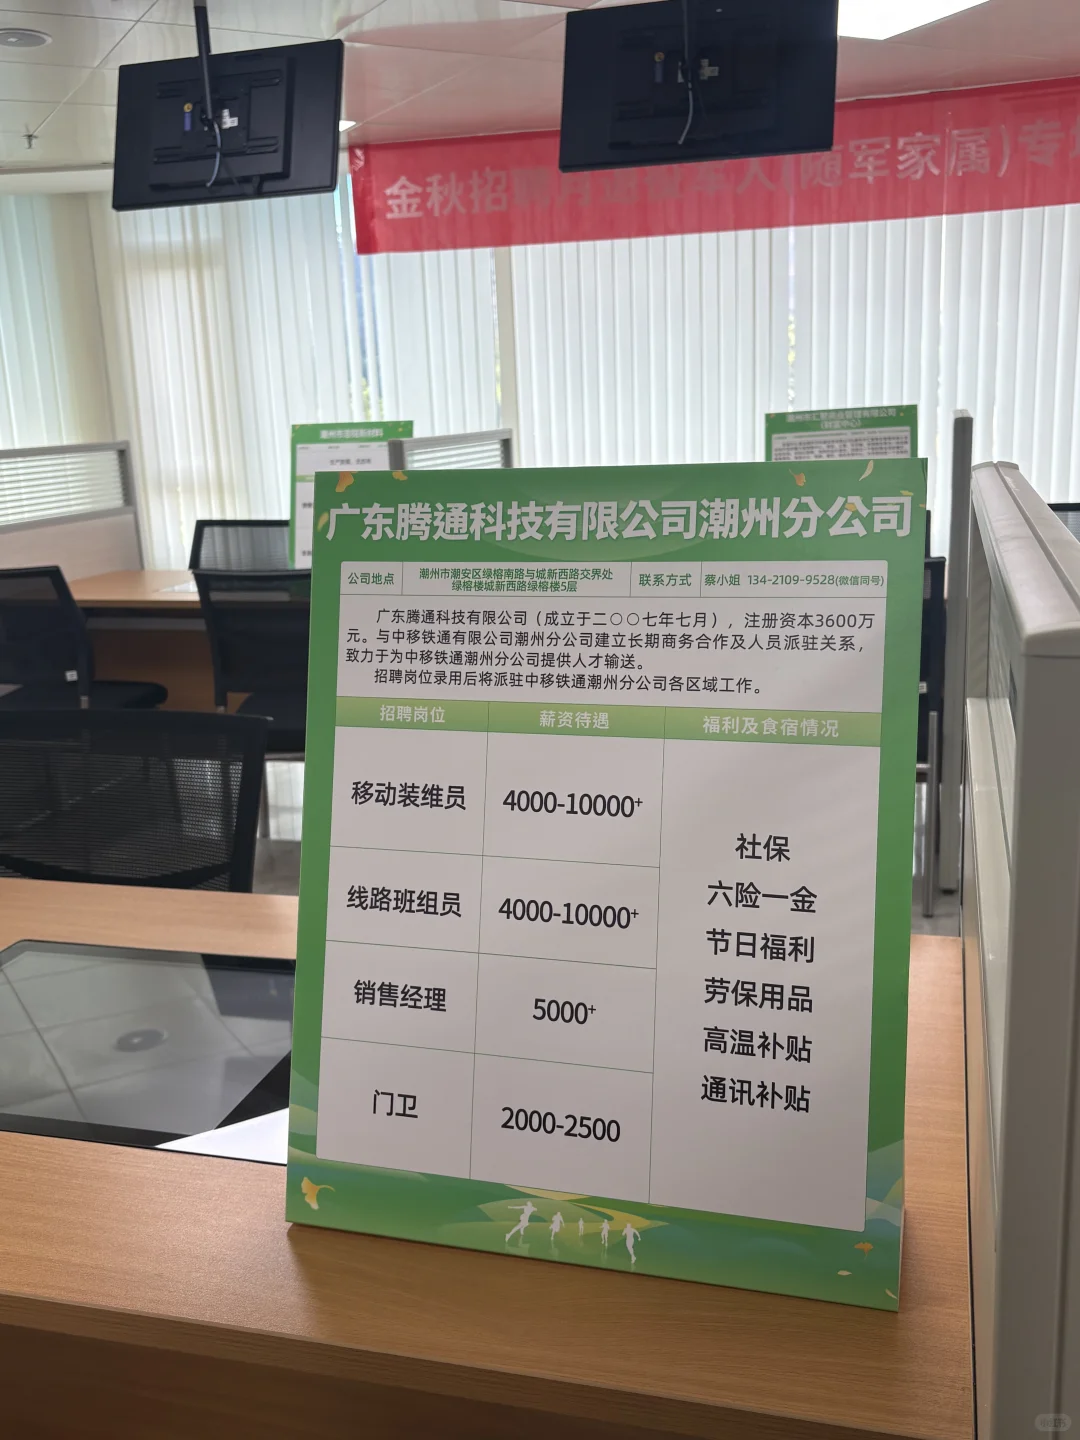 金秋招聘月
军人(随军家属)专场
潮州市
有限公司
广东腾通科技有限公司潮州分公司
公司地点
潮州市潮安区绿榕南路与城新西路交界处
绿榕楼城新西路绿榕楼5层
联系方式
蔡小姐 134-2109-9528(微信同号)
广东腾通科技有限公司（成立于二〇〇七年七月），注册资本3600万
元。与中移铁通有限公司潮州分公司建立长期商务合作及人员派驻关系，
致力于为中移铁通潮州分公司提供人才输送。
招聘岗位录用后将派驻中移铁通潮州分公司各区域工作。
招聘岗位 薪资待遇 福利及食宿情况
移动装维员 4000-10000+
线路班组员 4000-10000+
销售经理 5000+
门卫 2000-2500
社保
六险一金
节日福利
劳保用品
高温补贴
通讯补贴